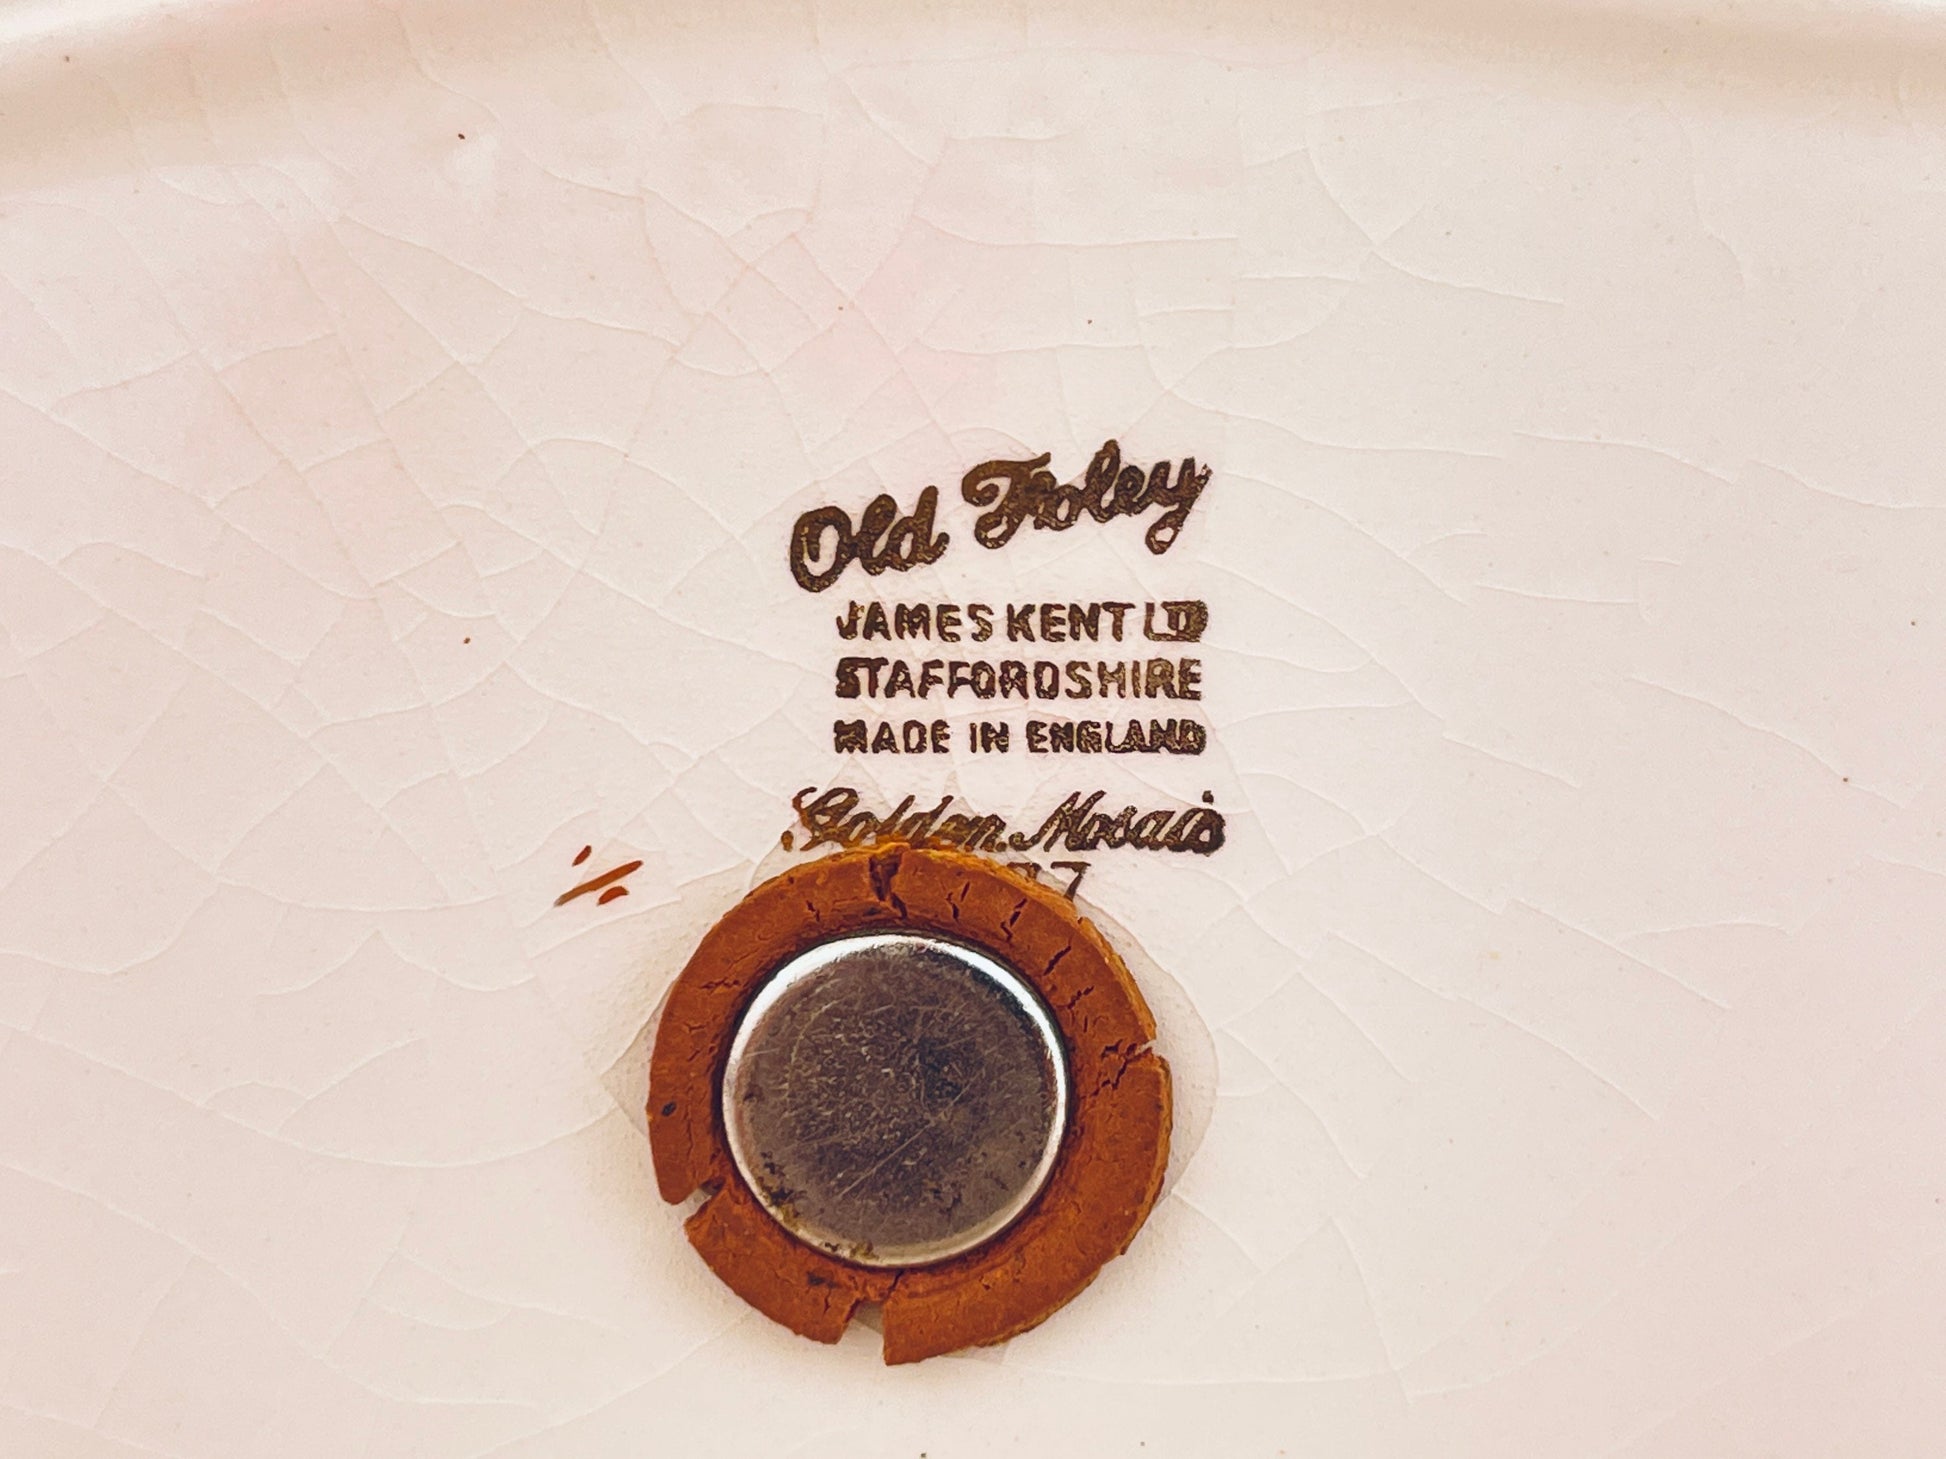 Old Foley
JAMES KENT LTD
STAFFORDSHIRE
MADE IN ENGLAND
Golden Mosaic